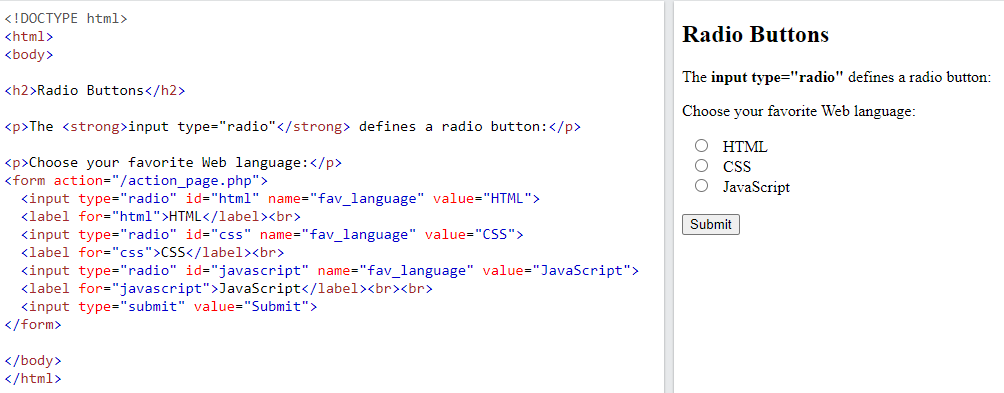 <!DOCTYPE html>
<html>
<body>
<h2>Radio Buttons</h2>
<p>The <strong>input type="radio"</strong> defines a radio button:</p>
<p>Choose your favorite Web language:</p>
<form action="/action_page.php">
  <input type="radio" id="html" name="fav_language" value="HTML">
  <label for="html">HTML</label><br>
  <input type="radio" id="css" name="fav_language" value="CSS">
  <label for="css">CSS</label><br>
  <input type="radio" id="javascript" name="fav_language" value="JavaScript">
  <label for="javascript">JavaScript</label><br><br>
  <input type="submit" value="Submit">
</form>
</body>
</html>
Radio Buttons
The input type="radio" defines a radio button:
Choose your favorite Web language:
HTML
CSS
JavaScript
Submit